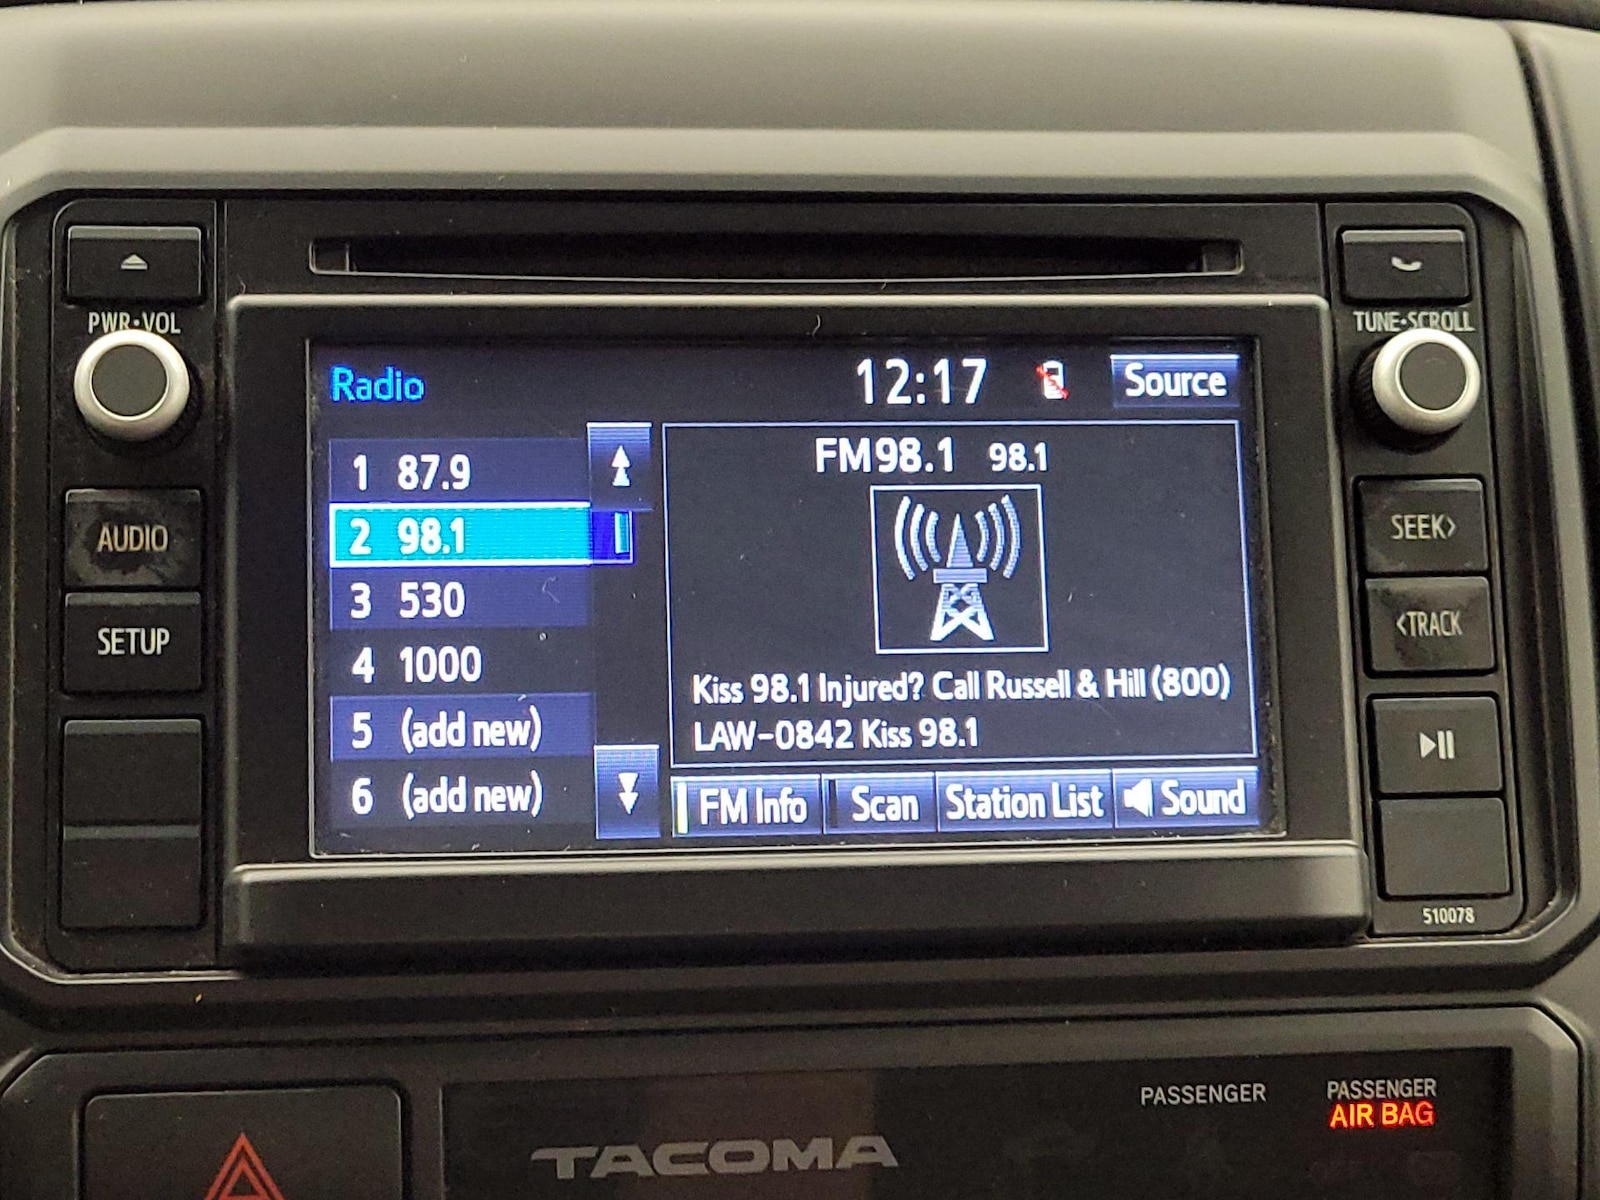 PWR•VOL
AUDIO
SETUP
Radio
12:17
Source
1 87.9
2 98.1
3 530
4 1000
5 (add new)
6 (add new)
FM98.1 98.1
Kiss 98.1 Injured? Call Russell & Hill (800)
LAW-0842 Kiss 98.1
FM Info
Scan
Station List
Sound
TUNE•SCROLL
SEEK>
<TRACK
510078
TACOMA
PASSENGER
PASSENGER
AIR BAG